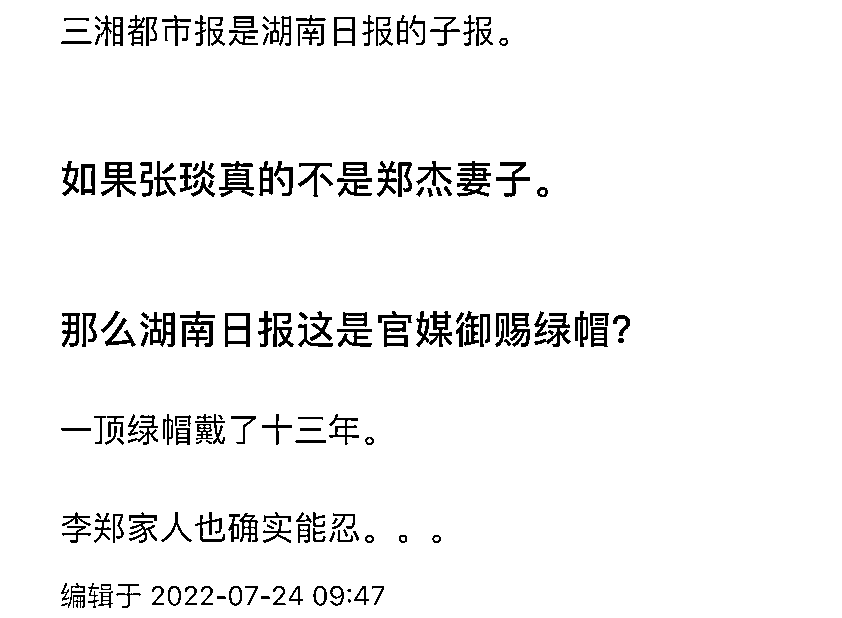 三湘都市报是湖南日报的子报。
如果张琰真的不是郑杰妻子。
那么湖南日报这是官媒御赐绿帽？
一顶绿帽戴了十三年。
李郑家人也确实能忍。。。
编辑于 2022-07-24 09:47